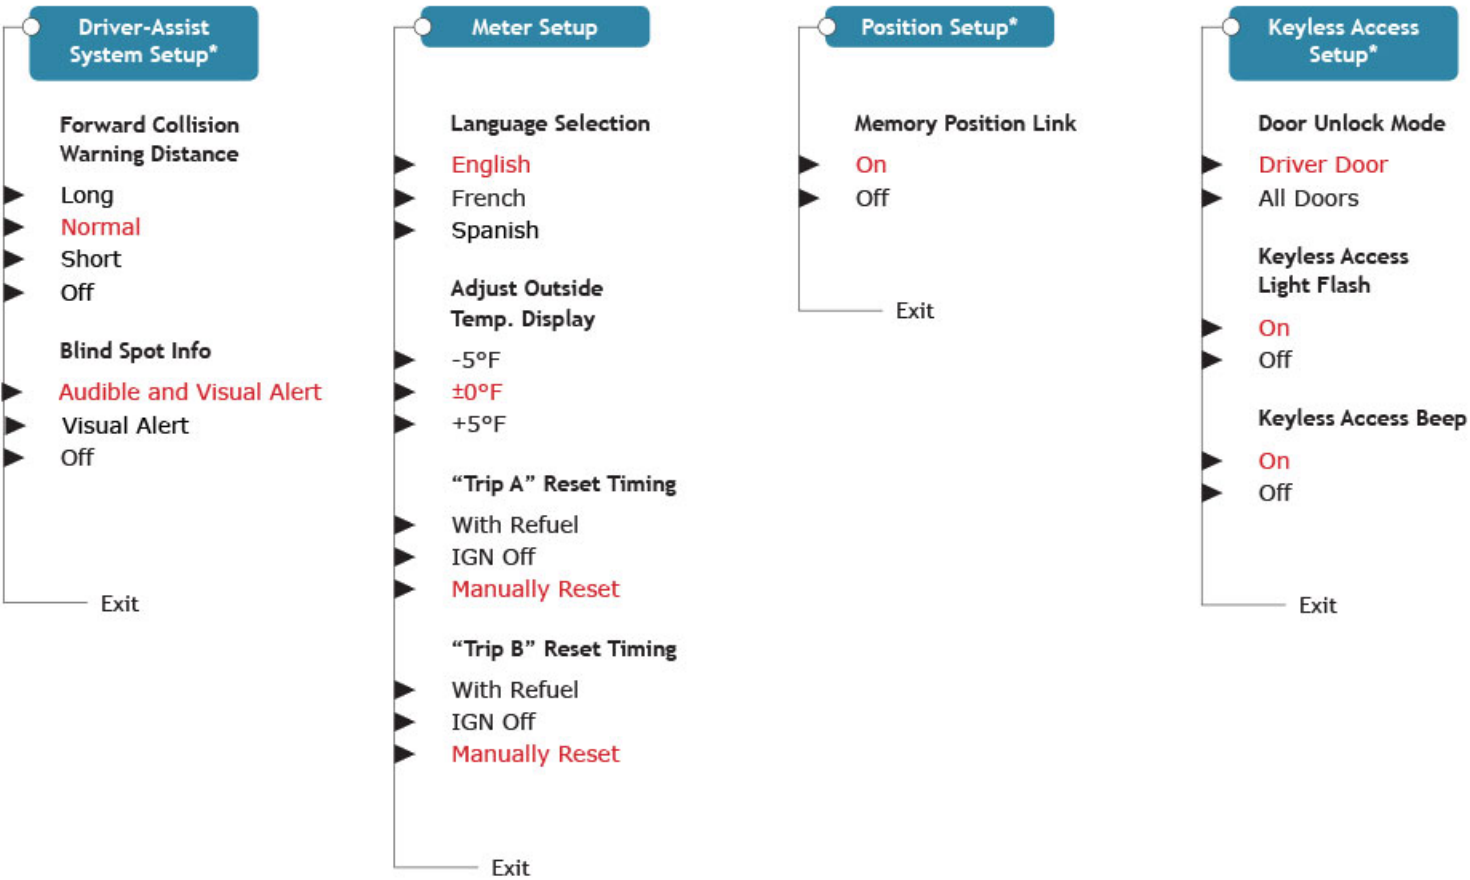 Driver-Assist
System Setup*
Forward Collision
Warning Distance
Long
Normal
Short
Off
Blind Spot Info
Audible and Visual Alert
Visual Alert
Off
Exit
Meter Setup
Language Selection
English
French
Spanish
Adjust Outside
Temp. Display
-5°F
±0°F
+5°F
“Trip A” Reset Timing
With Refuel
IGN Off
Manually Reset
“Trip B” Reset Timing
With Refuel
IGN Off
Manually Reset
Exit
Position Setup*
Memory Position Link
On
Off
Exit
Keyless Access
Setup*
Door Unlock Mode
Driver Door
All Doors
Keyless Access
Light Flash
On
Off
Keyless Access Beep
On
Off
Exit